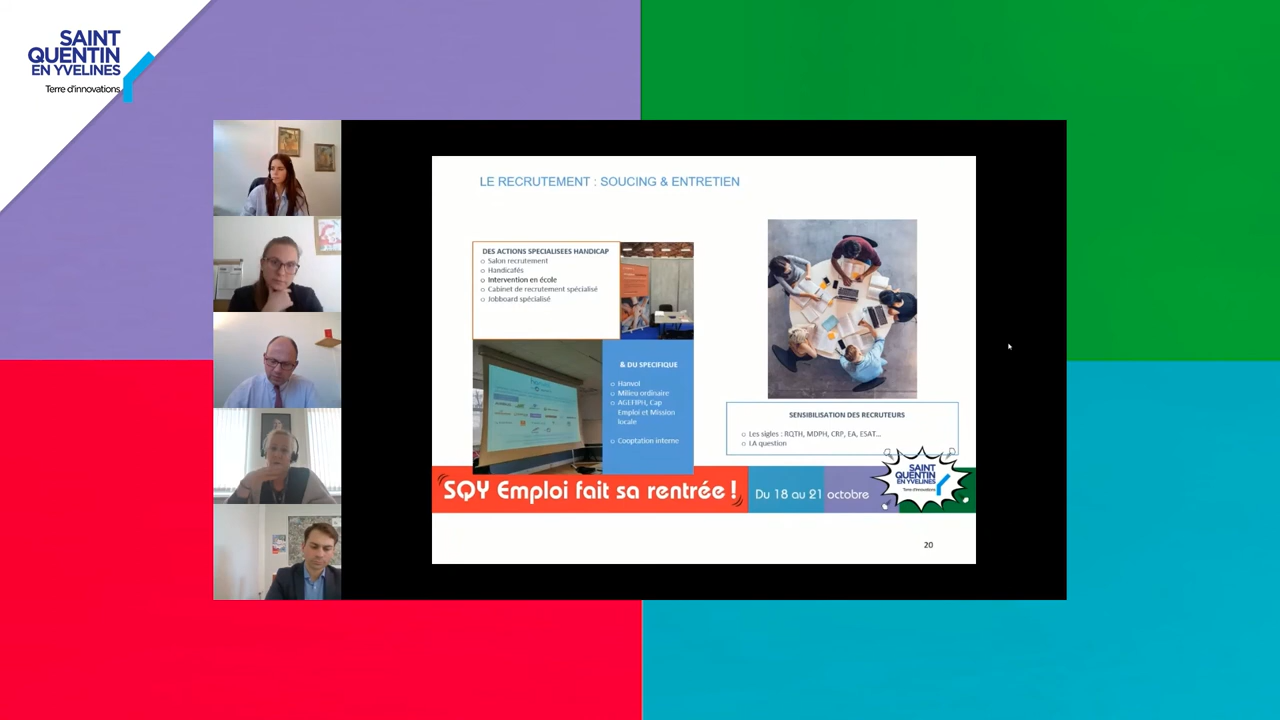 SAINT
QUENTIN
EN YVELINES
Terre d'innovations
LE RECRUTEMENT : SOUCING & ENTRETIEN
DES ACTIONS SPECIALISEES HANDICAP
o Salon recrutement
o Handicafés
o Intervention en école
o Cabinet de recrutement spécialisé
o Jobboard spécialisé
& DU SPECIFIQUE
o Hanvol
o Milieu ordinaire
o AGEFIPH, Cap
Emploi et Mission
locale
o Cooptation interne
SENSIBILISATION DES RECRUTEURS
o Les sigles : RQTH, MDPH, CRP, EA, ESAT...
o LA question
SQY Emploi fait sa rentrée !
Du 18 au 21 octobre
SAINT
QUENTIN
EN YVELINES
Terre d'innovations
20